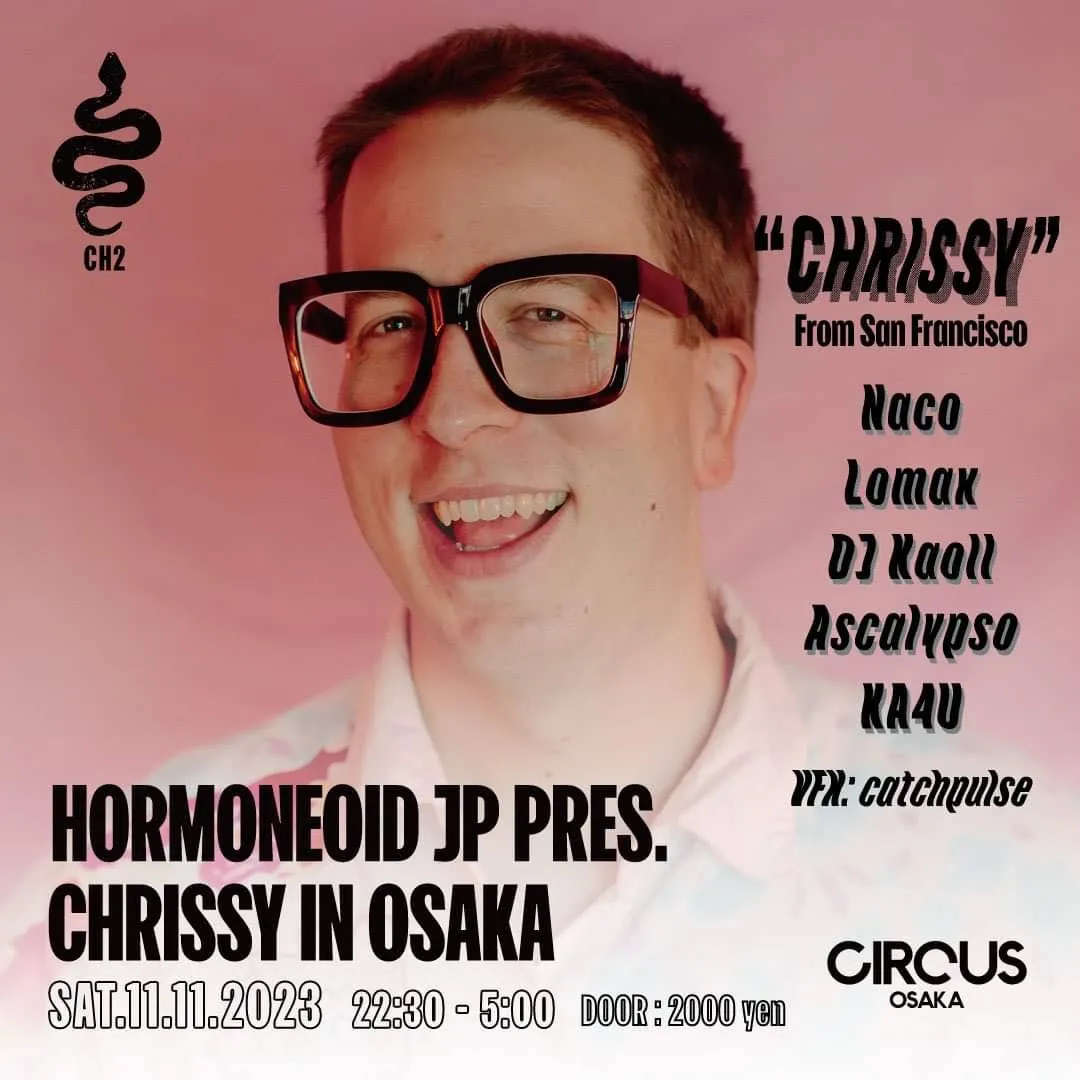 CH2
“CHRISSY”
From San Francisco
Naco
Lomax
DJ Kaoll
Ascalypso
KA4U
VFX: catchpulse
HORMONEOID JP PRES.
CHRISSY IN OSAKA
SAT.11.11.2023 22:30 - 5:00 DOOR : 2000 yen
CIRCUS
OSAKA